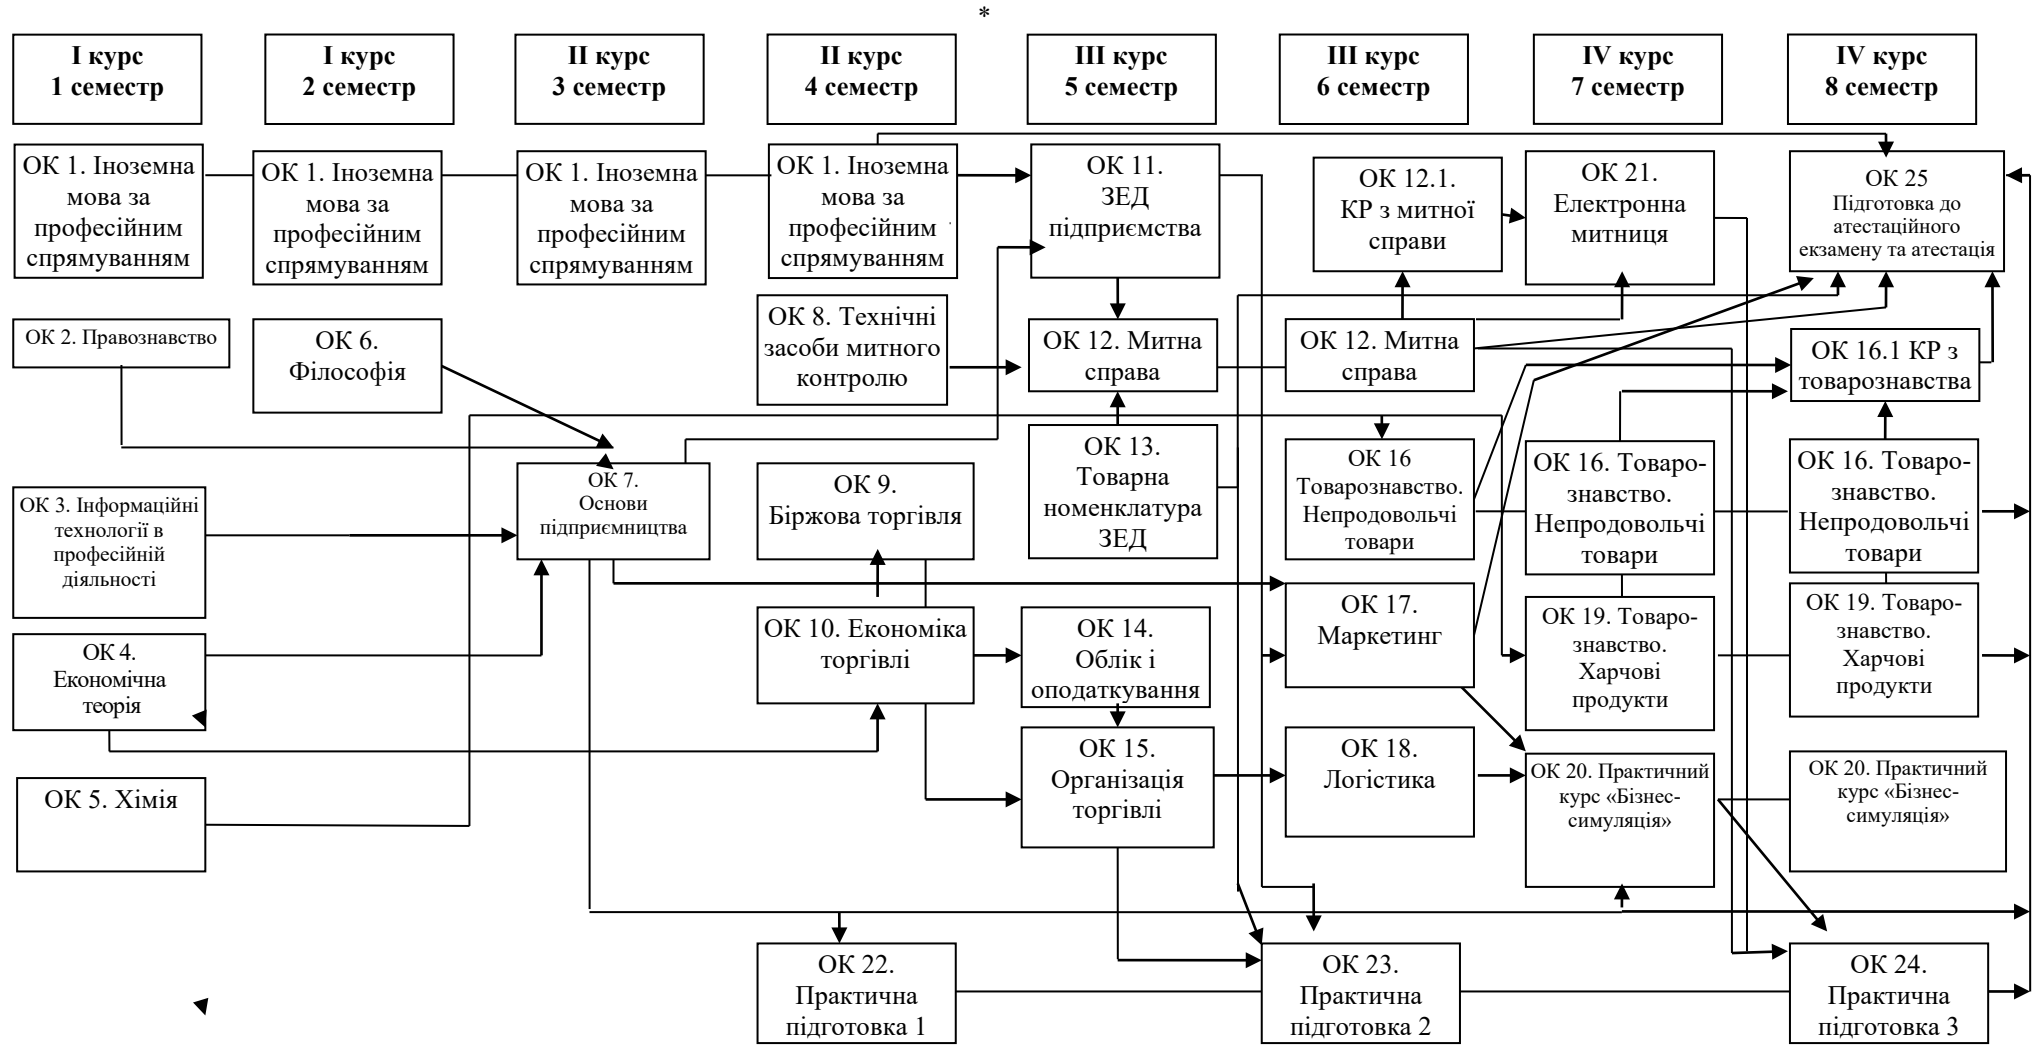 *
І курс
1 семестр
І курс
2 семестр
ІІ курс
3 семестр
ІІ курс
4 семестр
ІІІ курс
5 семестр
ІІІ курс
6 семестр
ІV курс
7 семестр
ІV курс
8 семестр
ОК 1. Іноземна
мова за
професійним
спрямуванням
ОК 1. Іноземна
мова за
професійним
спрямуванням
ОК 1. Іноземна
мова за
професійним
спрямуванням
ОК 1. Іноземна
мова за
професійним
спрямуванням
ОК 11.
ЗЕД
підприємства
ОК 12.1.
КР з митної
справи
ОК 21.
Електронна
митниця
ОК 25
Підготовка до
атестаційного
екзамену та атестація
ОК 2. Правознавство
ОК 6.
Філософія
ОК 8. Технічні
засоби митного
контролю
ОК 12. Митна
справа
ОК 12. Митна
справа
ОК 16.1 КР з
товарознавства
ОК 3. Інформаційні
технології в
професійній
діяльності
ОК 7.
Основи
підприємництва
ОК 9.
Біржова торгівля
ОК 13.
Товарна
номенклатура
ЗЕД
ОК 16
Товарознавство.
Непродовольчі
товари
ОК 16. Товаро-
знавство.
Непродовольчі
товари
ОК 16. Товаро-
знавство.
Непродовольчі
товари
ОК 4.
Економічна
теорія
ОК 10. Економіка
торгівлі
ОК 14.
Облік і
оподаткування
ОК 17.
Маркетинг
ОК 19. Товаро-
знавство.
Харчові
продукти
ОК 19. Товаро-
знавство.
Харчові
продукти
ОК 5. Хімія
ОК 15.
Організація
торгівлі
ОК 18.
Логістика
ОК 20. Практичний
курс «Бізнес-
симуляція»
ОК 20. Практичний
курс «Бізнес-
симуляція»
ОК 22.
Практична
підготовка 1
ОК 23.
Практична
підготовка 2
ОК 24.
Практична
підготовка 3